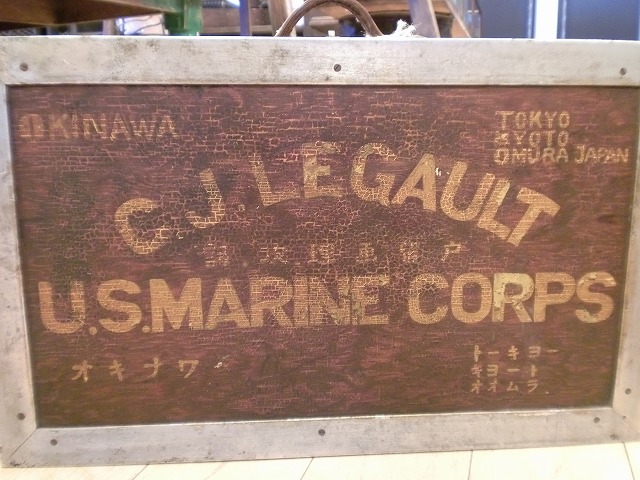 OKINAWA
TOKYO
KYOTO
OMURA JAPAN
C.J. LEGAULT
U.S. MARINE CORPS
オキナワ
トーキヨー
キヨート
オオムラ